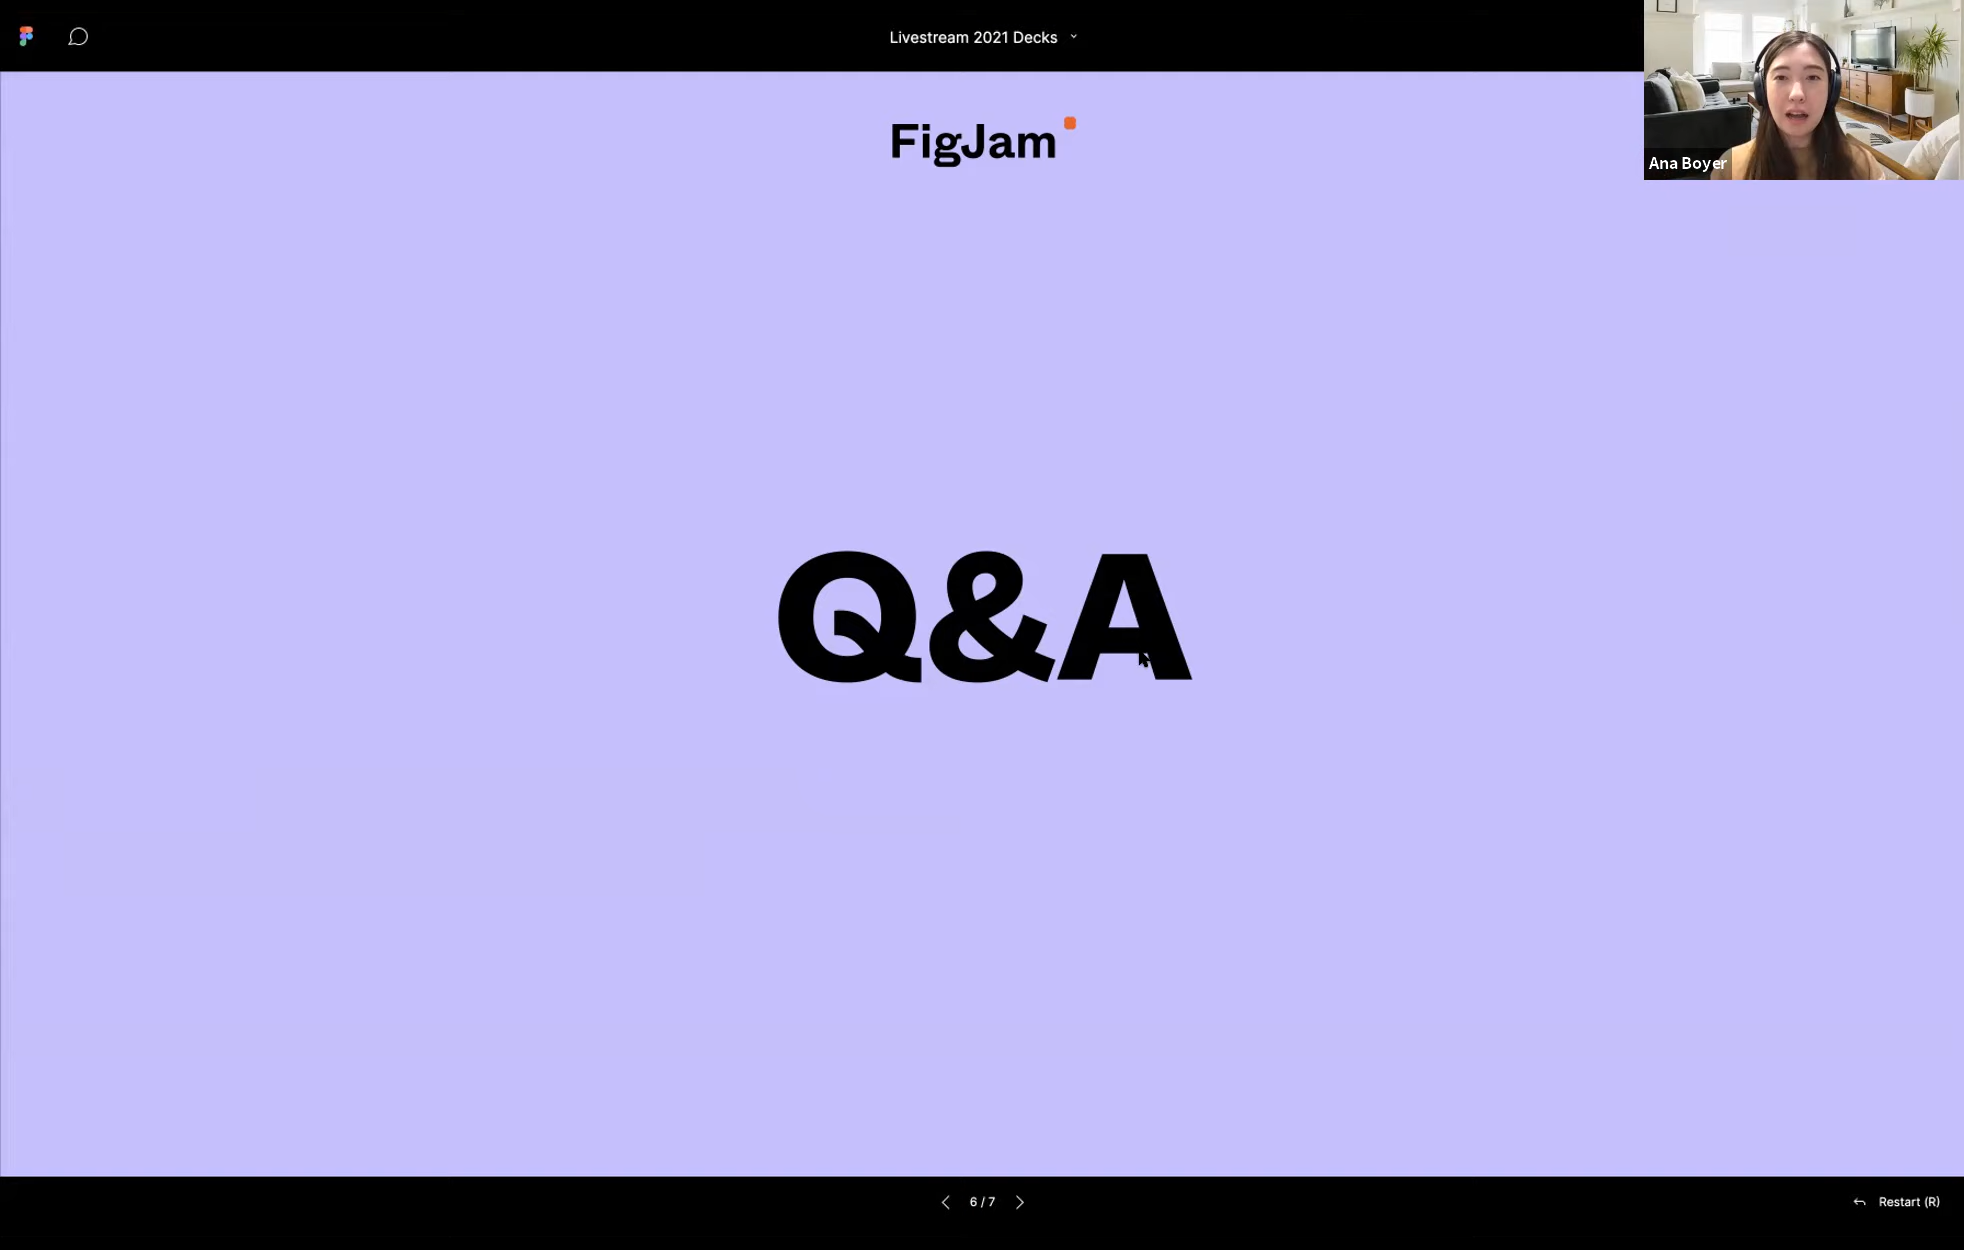 Livestream 2021 Decks
Ana Boyer
FigJam
Q&A
6 / 7
Restart (R)